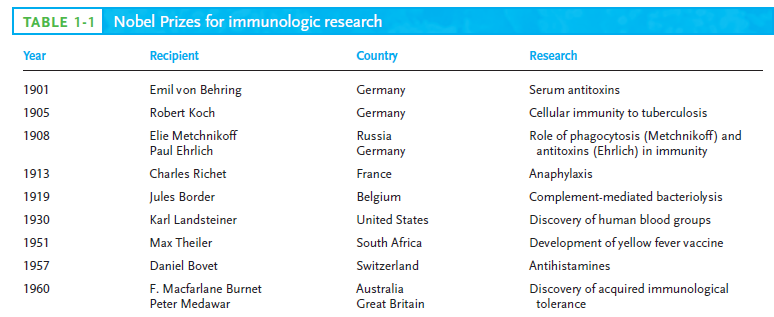 TABLE 1-1 Nobel Prizes for immunologic research
Year Recipient Country Research
1901 Emil von Behring Germany Serum antitoxins
1905 Robert Koch Germany Cellular immunity to tuberculosis
1908 Elie Metchnikoff Russia Role of phagocytosis (Metchnikoff) and
Paul Ehrlich Germany antitoxins (Ehrlich) in immunity
1913 Charles Richet France Anaphylaxis
1919 Jules Border Belgium Complement-mediated bacteriolysis
1930 Karl Landsteiner United States Discovery of human blood groups
1951 Max Theiler South Africa Development of yellow fever vaccine
1957 Daniel Bovet Switzerland Antihistamines
1960 F. Macfarlane Burnet Australia Discovery of acquired immunological
Peter Medawar Great Britain tolerance